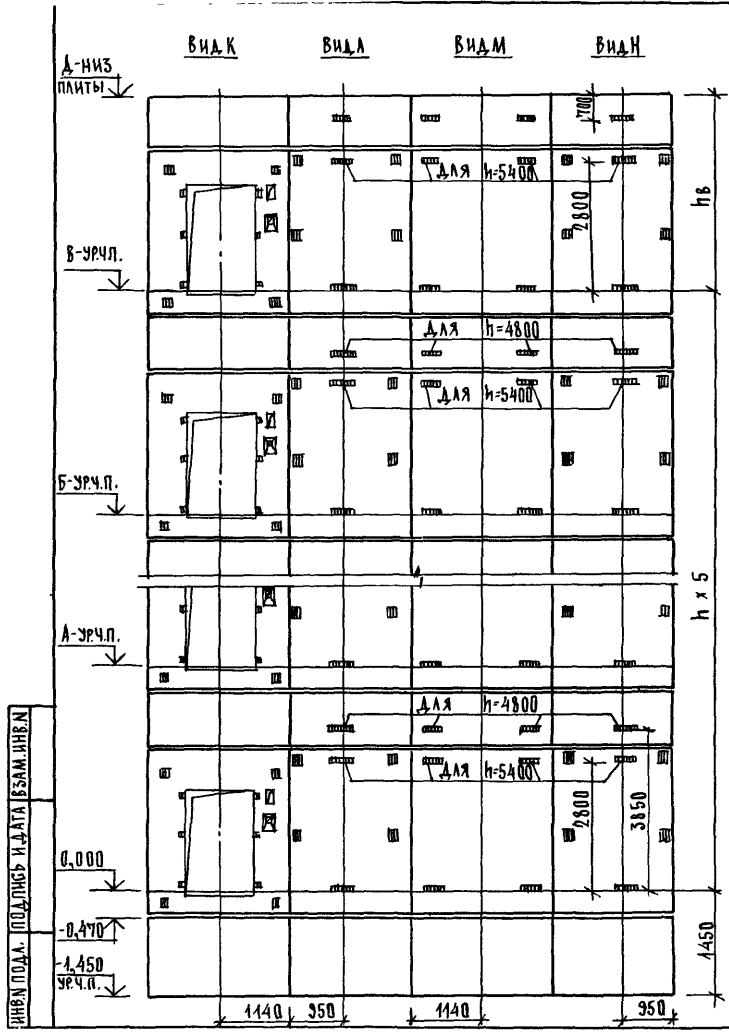 ВИД К ВИД Л ВИД М ВИД Н
Д-НИЗ
ПЛИТЫ
700
ДЛЯ h=5400
2800
hв
В-УР.Ч.П.
ДЛЯ h=4800
ДЛЯ h=5400
Б-УР.Ч.П.
h x 5
А-УР.Ч.П.
ДЛЯ h=4800
ДЛЯ h=5400
2800
3850
0,000
-0,470
-1,450
УР.Ч.П.
1450
1140 950 1140 950
ИНВ.N ПОДЛ. ПОДПИСЬ И ДАТА ВЗАМ.ИНВ.N